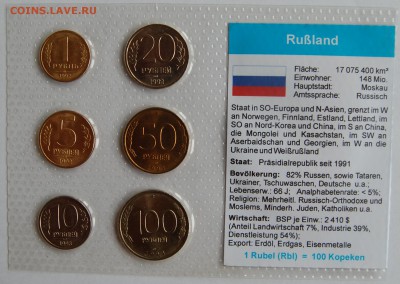 COINS.LAVE.RU
1
РУБЛЬ
1992
20
РУБЛЕЙ
1992
5
РУБЛЕЙ
1992
50
РУБЛЕЙ
10
РУБЛЕЙ
100
РУБЛЕЙ
Rußland
Fläche: 17 075 400 km²
Einwohner: 148 Mio.
Hauptstadt: Moskau
Amtssprache: Russisch
Staat in SO-Europa und N-Asien, grenzt im W
an Norwegen, Finnland, Estland, Lettland, im
SO an Nord-Korea und China, im S an China,
die Mongolei und Kasachstan, im SW an
Aserbaidschan und Georgien, im W an die
Ukraine und Weißrußland
Staat: Präsidialrepublik seit 1991
Bevölkerung: 82% Russen, sowie Tataren,
Ukrainer, Tschuwaschen, Deutsche u.a.;
Lebenserw.: 66 J; Analphabetenrate: < 5%;
Religion: Mehrheitl. Russisch-Orthodoxe und
Moslems, Minderh. Juden, Katholiken u.a.
Wirtschaft: BSP je Einw.: 2 410 $
(Anteil Landwirtschaft 7%, Industrie 39%,
Dienstleistung 54%);
Export: Erdöl, Erdgas, Eisenmetalle
1 Rubel (Rbl) = 100 Kopeken